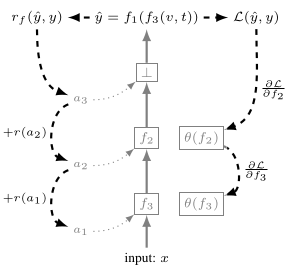 r_f(ŷ, y) ŷ = f_1(f_3(v, t)) ℒ(ŷ, y)
⊥
a_3
∂ℒ/∂f_2
+r(a_2) f_2 θ(f_2)
a_2
∂ℒ/∂f_3
+r(a_1) f_3 θ(f_3)
a_1
input: x